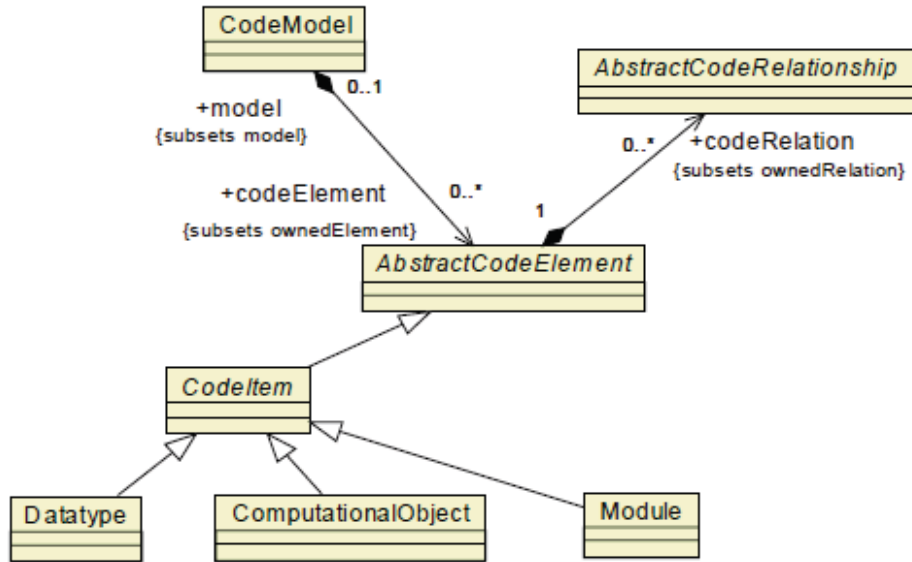 CodeModel
AbstractCodeRelationship
0..1
+model
{subsets model}
+codeRelation
0..*
{subsets ownedRelation}
+codeElement
0..*
{subsets ownedElement}
1
AbstractCodeElement
CodeItem
Datatype
ComputationalObject
Module